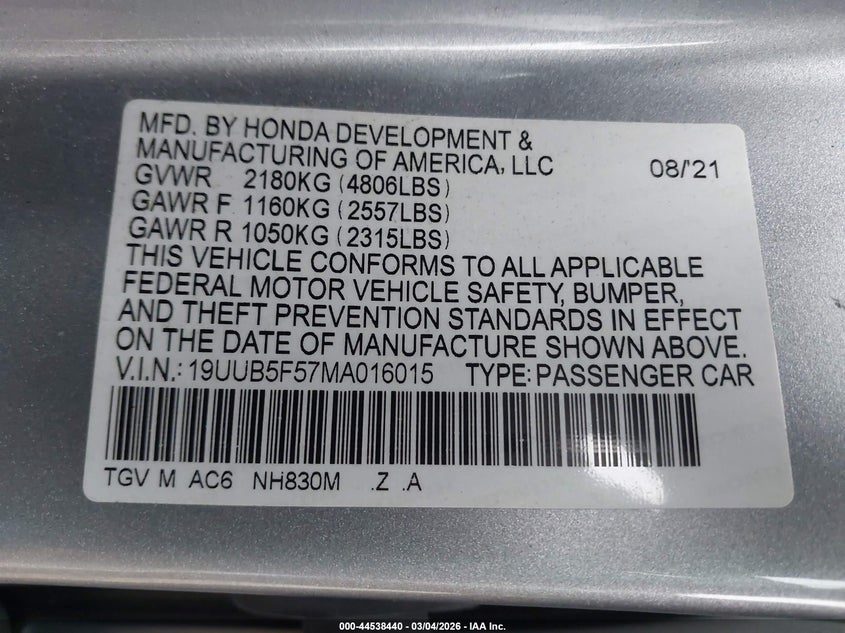 MFD. BY HONDA DEVELOPMENT &
MANUFACTURING OF AMERICA, LLC 08/'21
GVWR 2180KG (4806LBS)
GAWR F 1160KG (2557LBS)
GAWR R 1050KG (2315LBS)
THIS VEHICLE CONFORMS TO ALL APPLICABLE
FEDERAL MOTOR VEHICLE SAFETY, BUMPER,
AND THEFT PREVENTION STANDARDS IN EFFECT
ON THE DATE OF MANUFACTURE SHOWN ABOVE.
V.I.N.: 19UUB5F57MA016015 TYPE: PASSENGER CAR
TGV M AC6 NH830M .Z .A
000-44538440 - 03/04/2026 - IAA Inc.